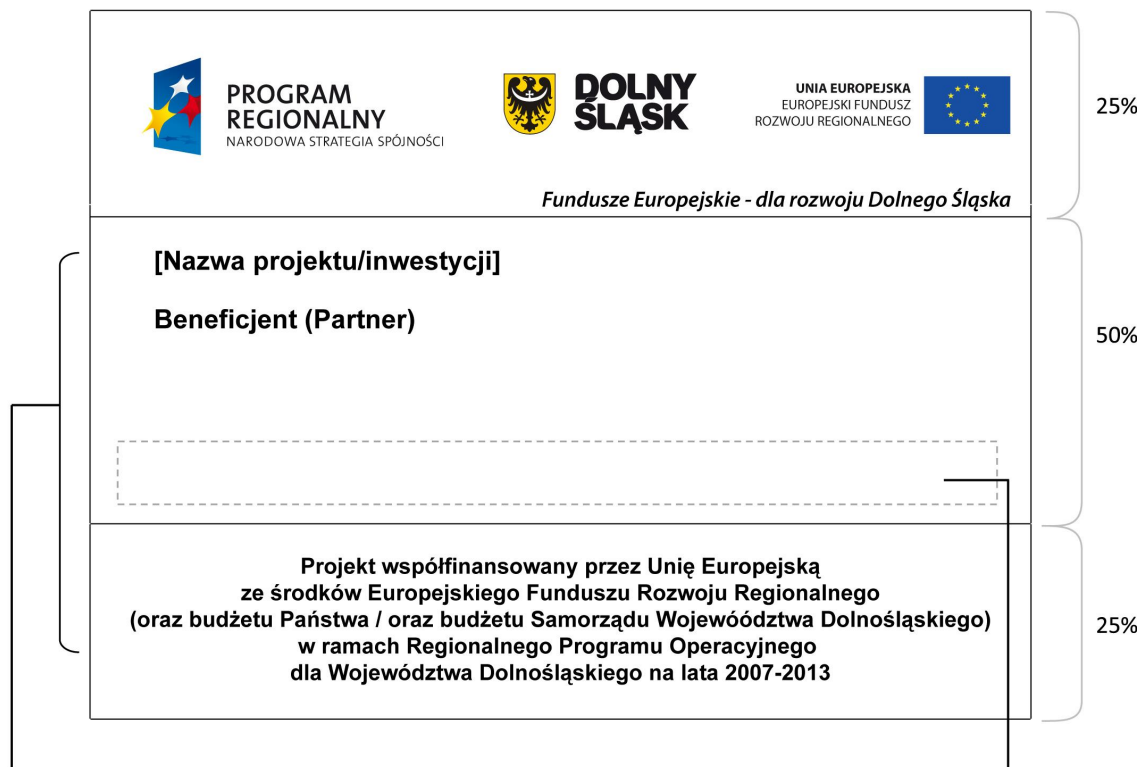 PROGRAM
REGIONALNY
NARODOWA STRATEGIA SPÓJNOŚCI
DOLNY
ŚLĄSK
UNIA EUROPEJSKA
EUROPEJSKI FUNDUSZ
ROZWOJU REGIONALNEGO
25%
Fundusze Europejskie - dla rozwoju Dolnego Śląska
[Nazwa projektu/inwestycji]
Beneficjent (Partner)
50%
Projekt współfinansowany przez Unię Europejską
ze środków Europejskiego Funduszu Rozwoju Regionalnego
(oraz budżetu Państwa / oraz budżetu Samorządu Wojewóództwa Dolnośląskiego)
w ramach Regionalnego Programu Operacyjnego
dla Województwa Dolnośląskiego na lata 2007-2013
25%